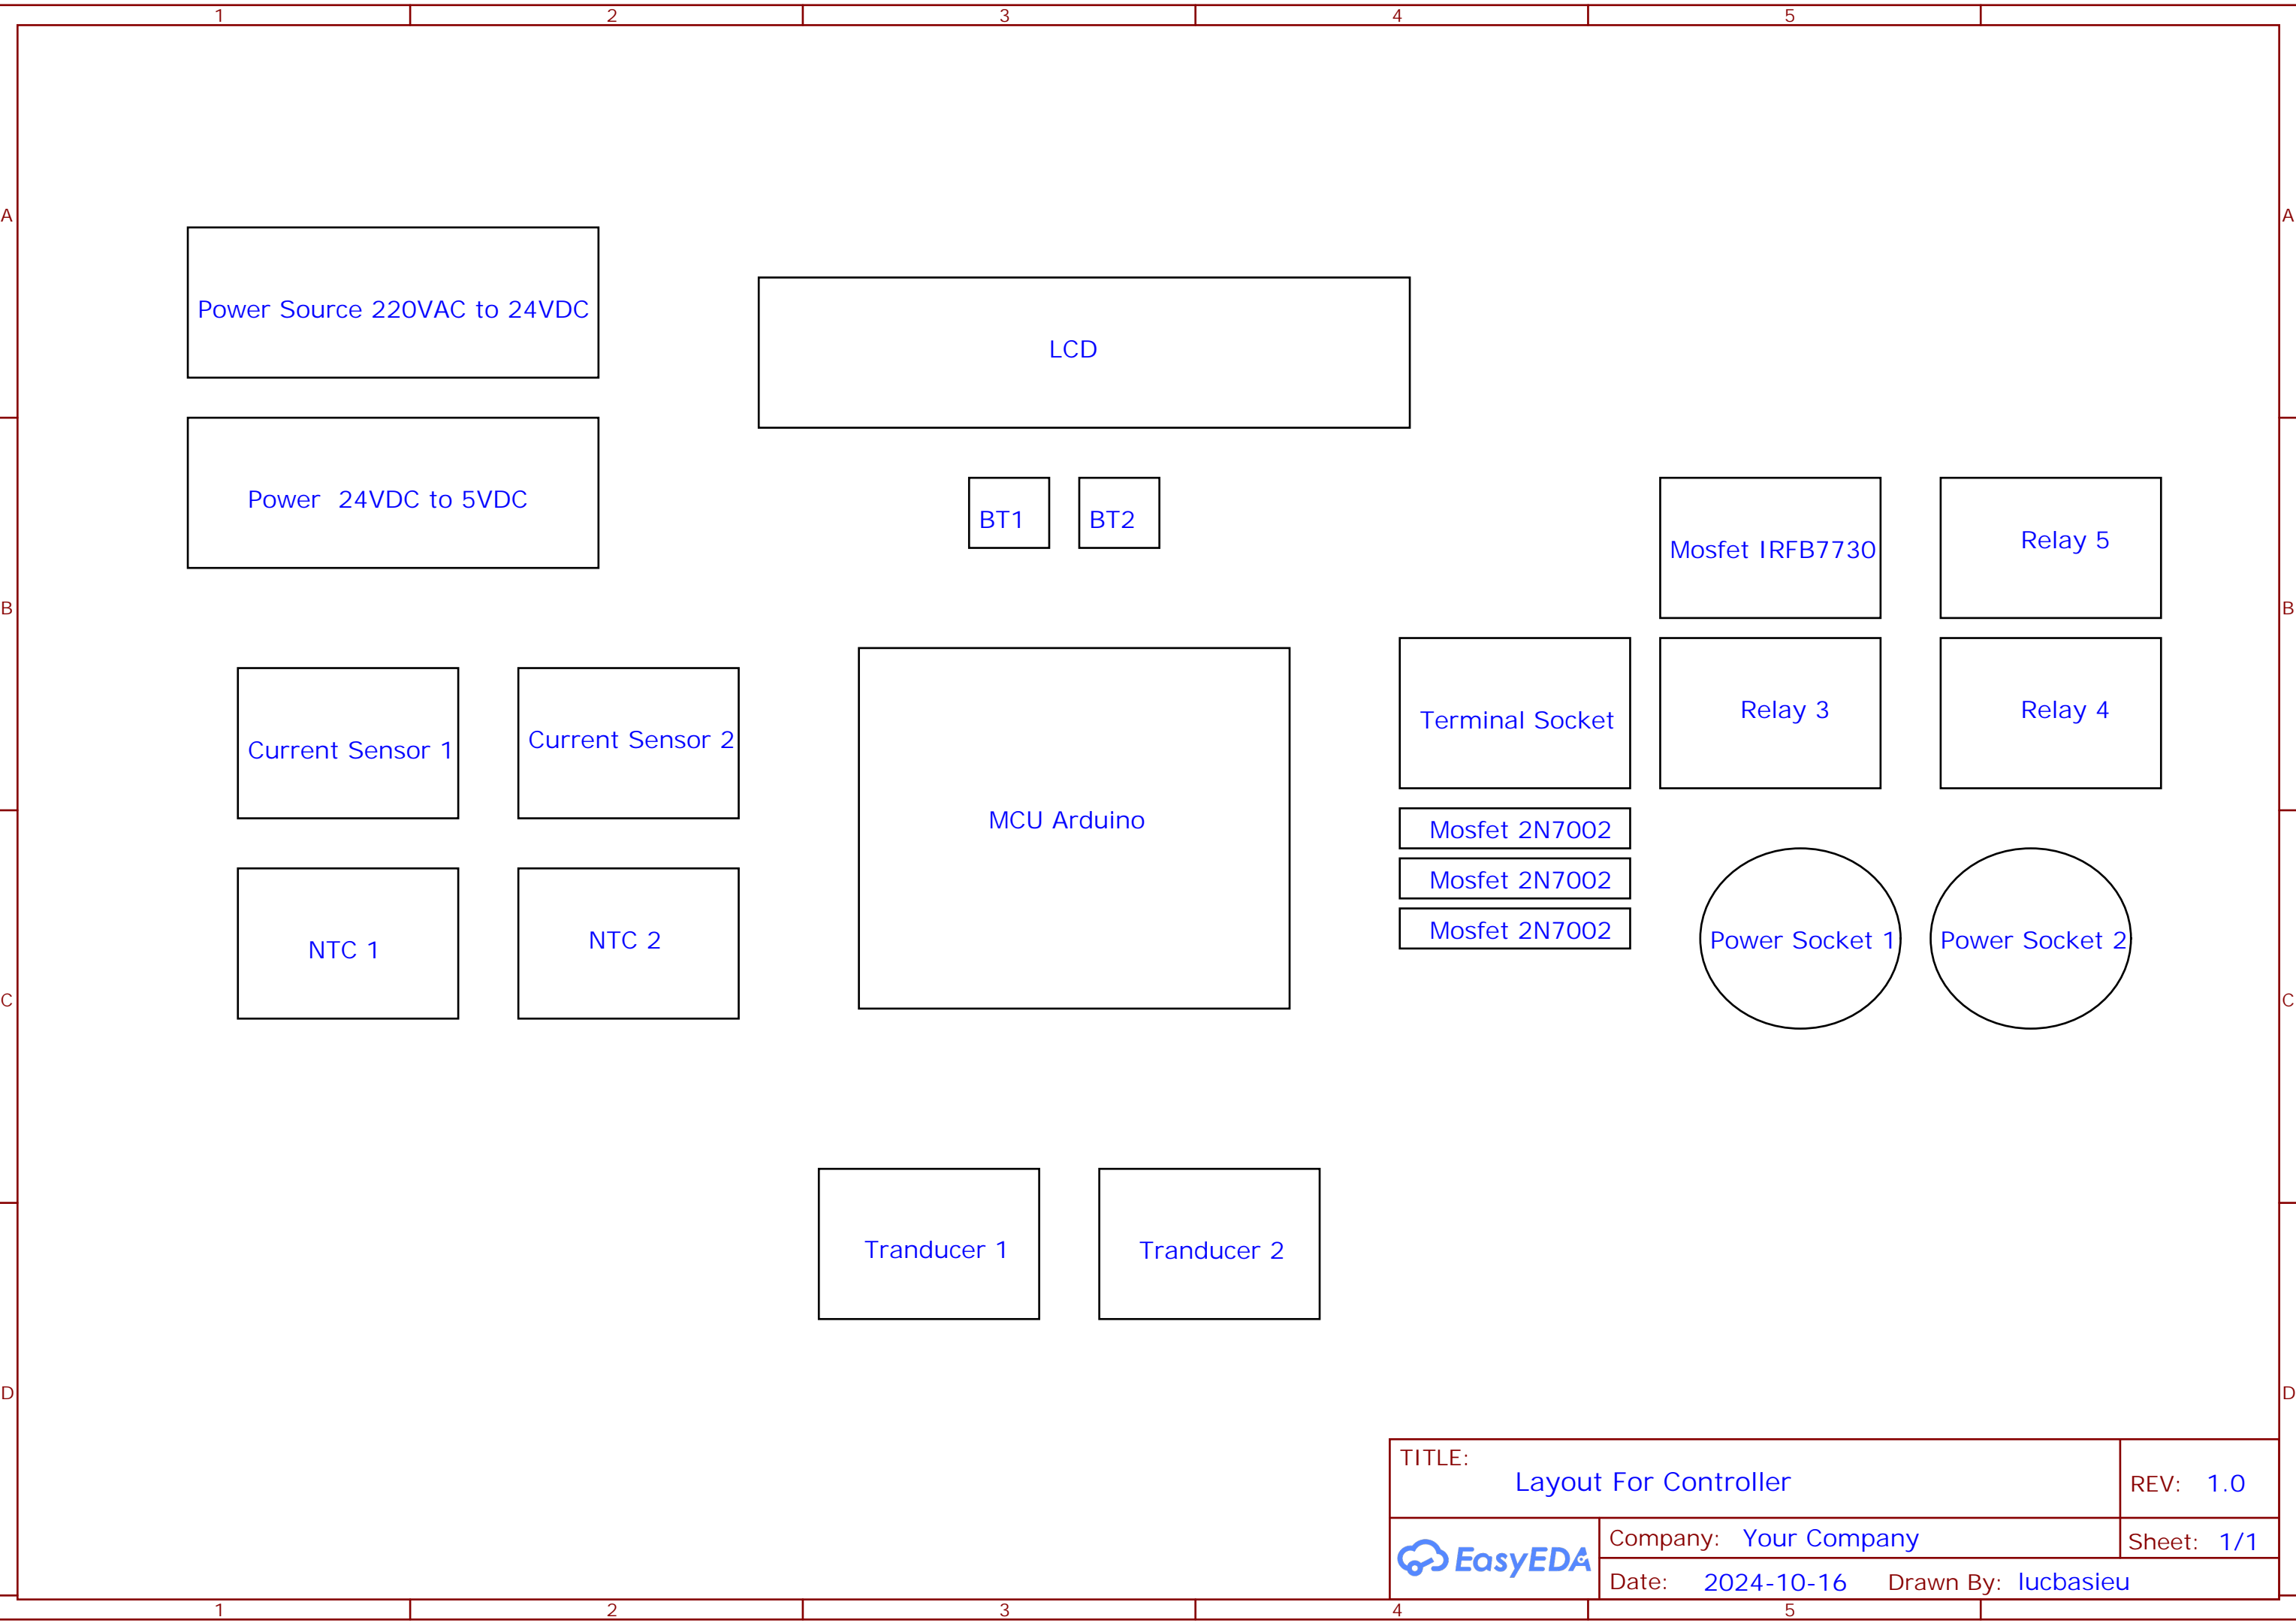 1 2 3 4 5
A A
Power Source 220VAC to 24VDC
LCD
Power  24VDC to 5VDC
BT1 BT2
Mosfet IRFB7730
Relay 5
B B
Current Sensor 1
Current Sensor 2
Terminal Socket
Relay 3
Relay 4
MCU Arduino
Mosfet 2N7002
Mosfet 2N7002
Mosfet 2N7002
NTC 1
NTC 2
Power Socket 1
Power Socket 2
C C
Tranducer 1
Tranducer 2
D D
TITLE:
Layout For Controller
REV: 1.0
EasyEDA
Company: Your Company
Sheet: 1/1
Date: 2024-10-16 Drawn By: lucbasieu
1 2 3 4 5